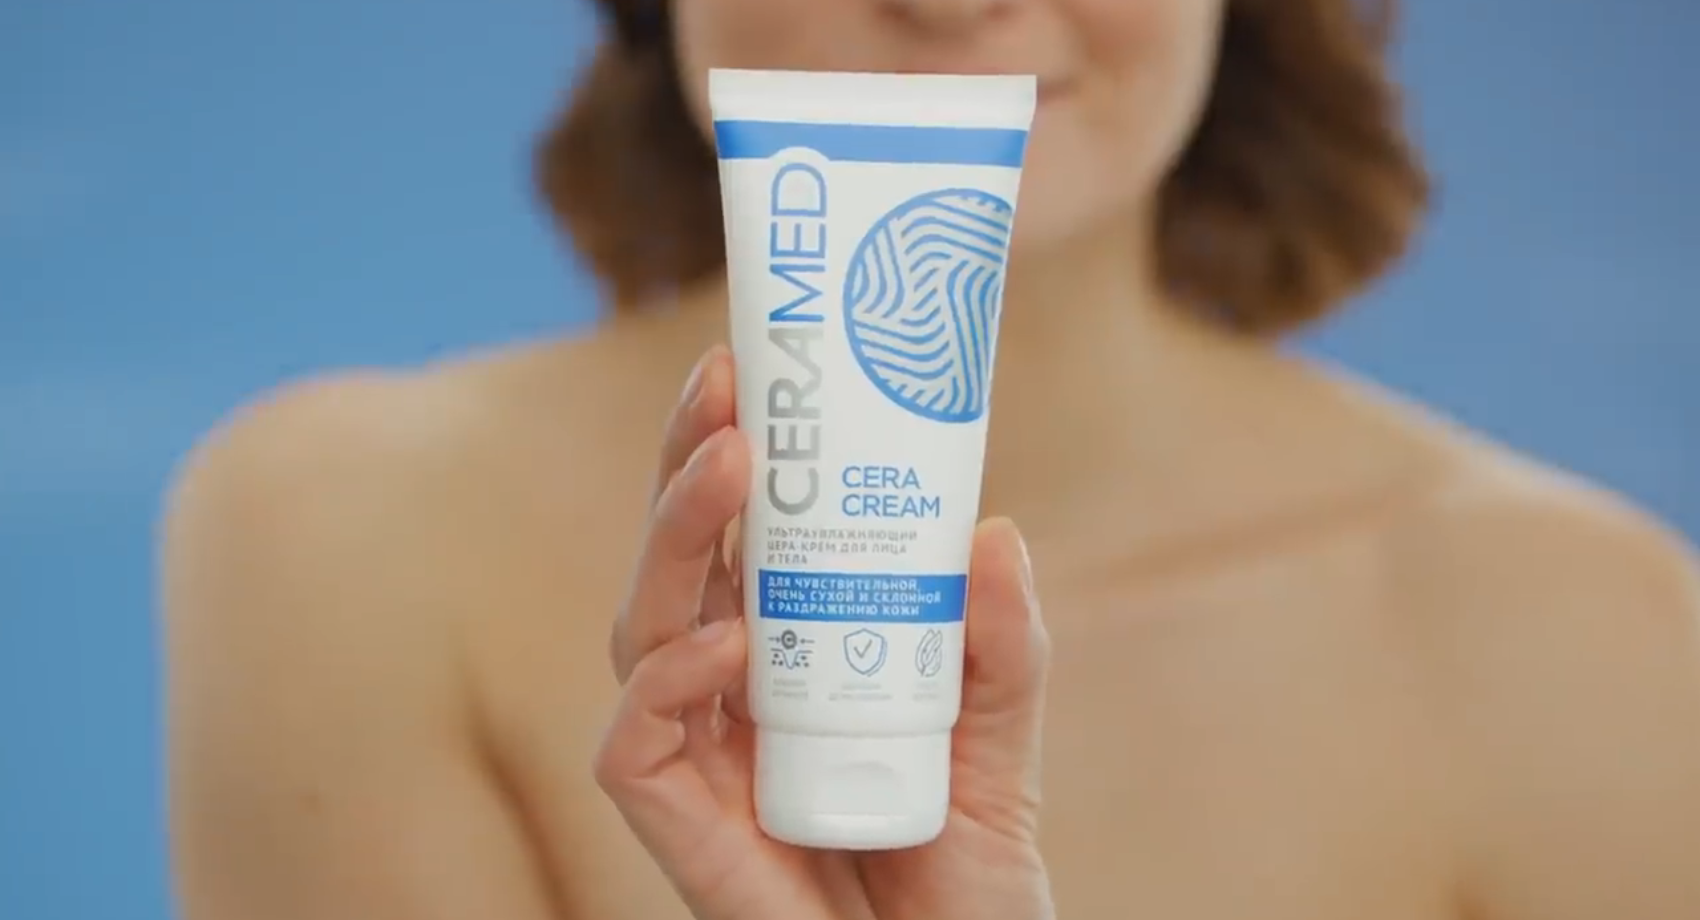 CERAMED
CERA
CREAM
УЛЬТРАУВЛАЖНЯЮЩИЙ
ЦЕРА-КРЕМ ДЛЯ ЛИЦА
И ТЕЛА
ДЛЯ ЧУВСТВИТЕЛЬНОЙ,
ОЧЕНЬ СУХОЙ И СКЛОННОЙ
К РАЗДРАЖЕНИЮ КОЖИ